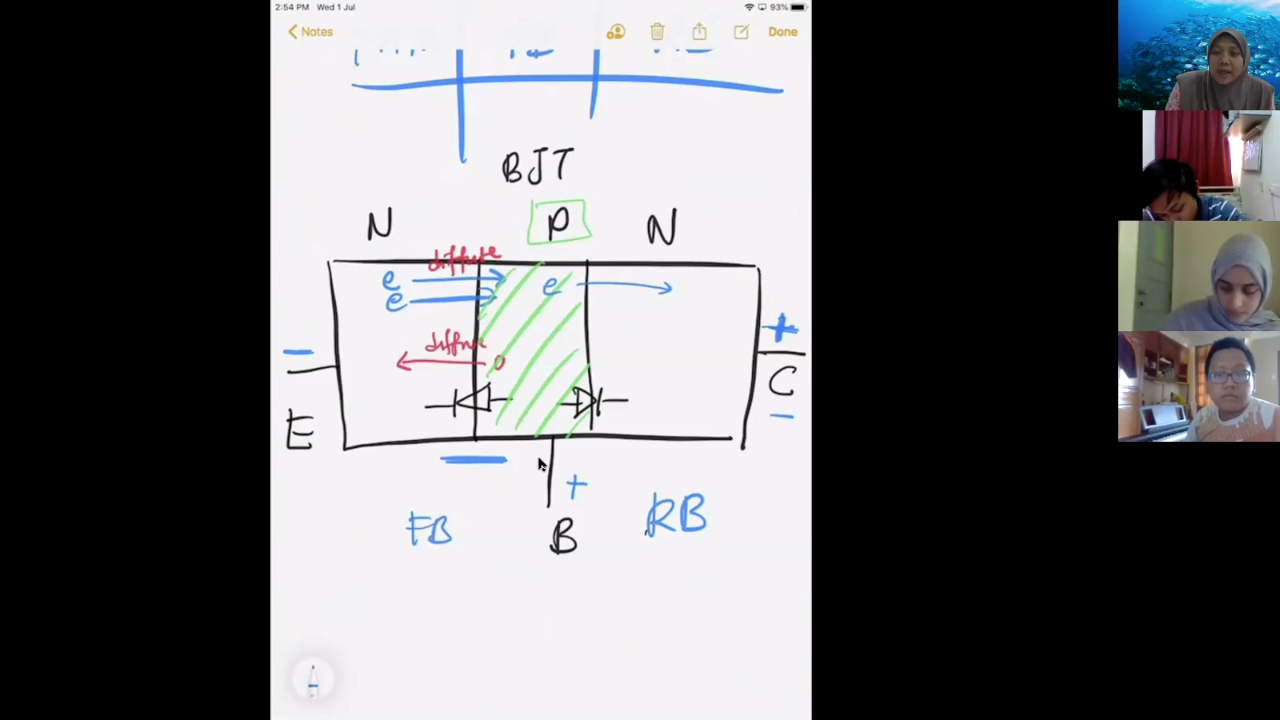 2:54 PM Wed 1 Jul 93%
Notes Done
BJT
N P N
diffuse
e e
e
diffuse o
+
− C
E −
+
FB B RB